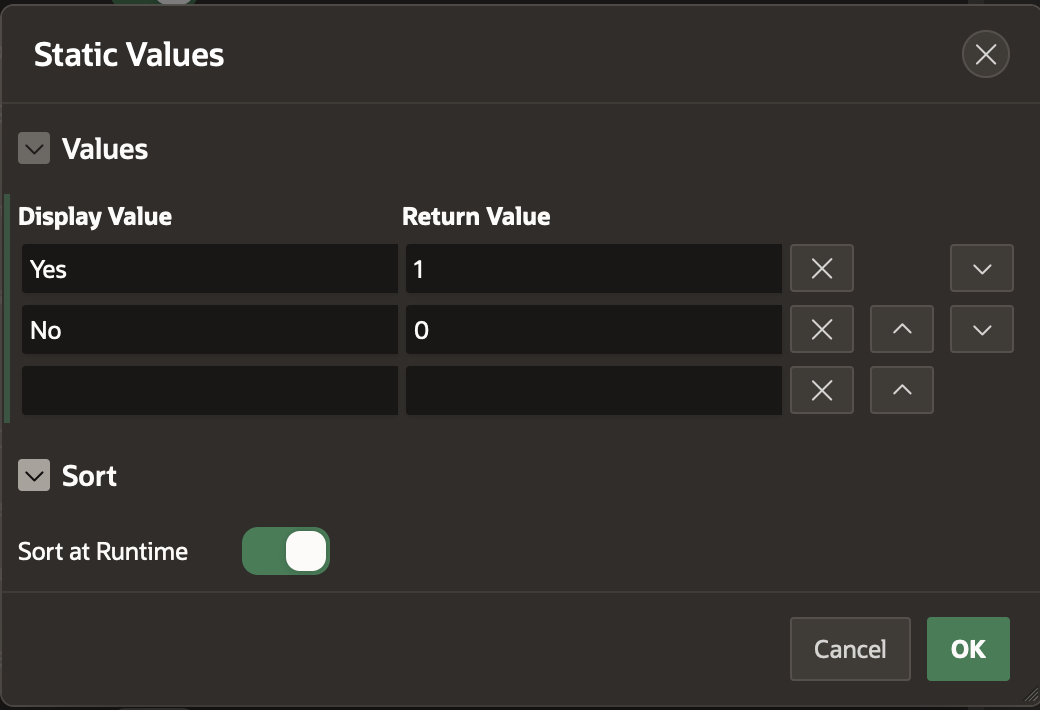 Static Values
Values
Display Value Return Value
Yes 1
No 0
Sort
Sort at Runtime
Cancel OK